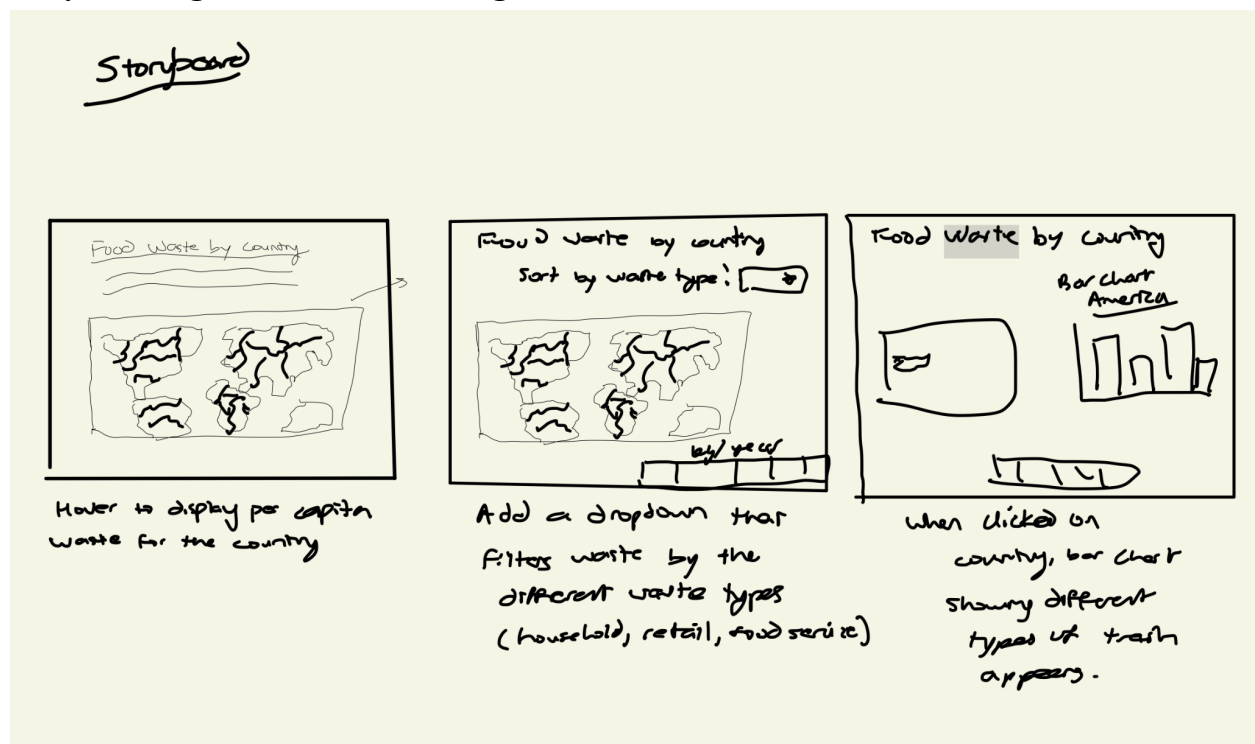 Storyboard
Food Waste by country
Hover to display per capita
waste for the country
Food waste by country
Sort by waste type:
by year
Add a dropdown that
filters waste by the
different waste types
(household, retail, food service)
Food Waste by country
Bar chart
America
when clicked on
country, bar chart
showing different
types of trash
appears.